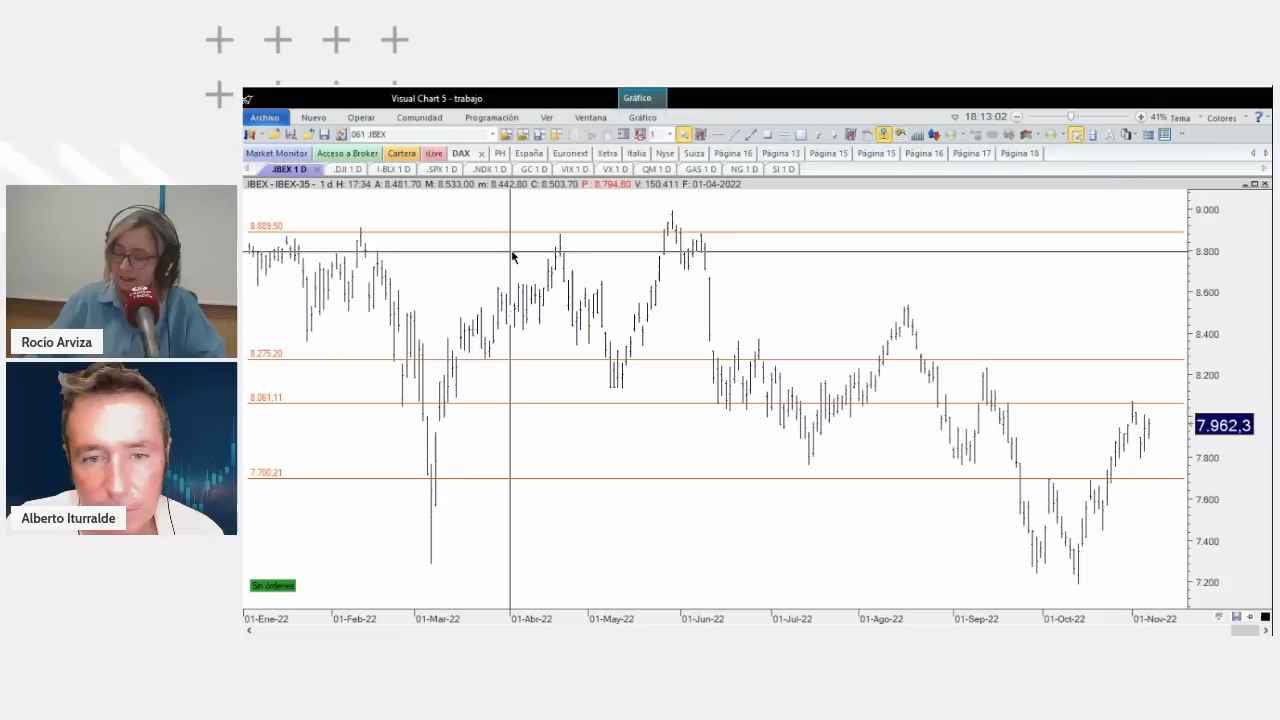 Visual Chart 5 - trabajo
Gráfico
Archivo Nuevo Operar Comunidad Programación Ver Ventana Gráfico
18:13:02 41% Tema Colores
061.IBEX
1
Market Monitor Acceso a Broker Cartera iLive DAX PH España Euronext Xetra Italia Nyse Suiza Página 16 Página 13 Página 15 Página 15 Página 16 Página 17 Página 18
.IBEX 1 D .DJI 1 D I-BLX 1 D .SPX 1 D .NDX 1 D GC 1 D VIX 1 D VX 1 D QM 1 D GAS 1 D NG 1 D SI 1 D
.IBEX - IBEX-35 - 1 d H: 17:34 A: 8.481.70 M: 8.533.00 m: 8.442.80 C: 8.503.70 P: 8.794.80 V: 150.411 F: 01-04-2022
9.000
8.889,50
8.800
8.600
8.400
8.275,20
8.200
8.061,11
7.962,3
7.800
7.700,21
7.600
7.400
7.200
Sin órdenes
01-Ene-22 01-Feb-22 01-Mar-22 01-Abr-22 01-May-22 01-Jun-22 01-Jul-22 01-Ago-22 01-Sep-22 01-Oct-22 01-Nov-22
Rocío Arviza
Alberto Iturralde